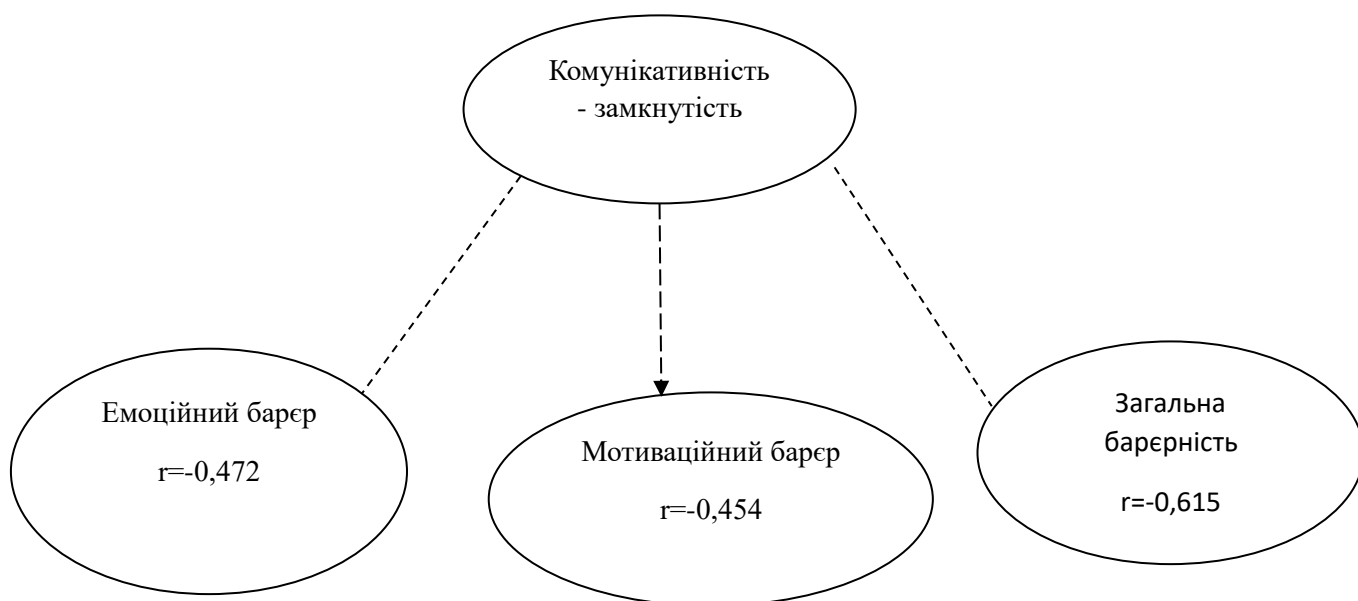 Комунікативність
- замкнутість
Емоційний барєр
r=-0,472
Мотиваційний барєр
r=-0,454
Загальна
барєрність
r=-0,615